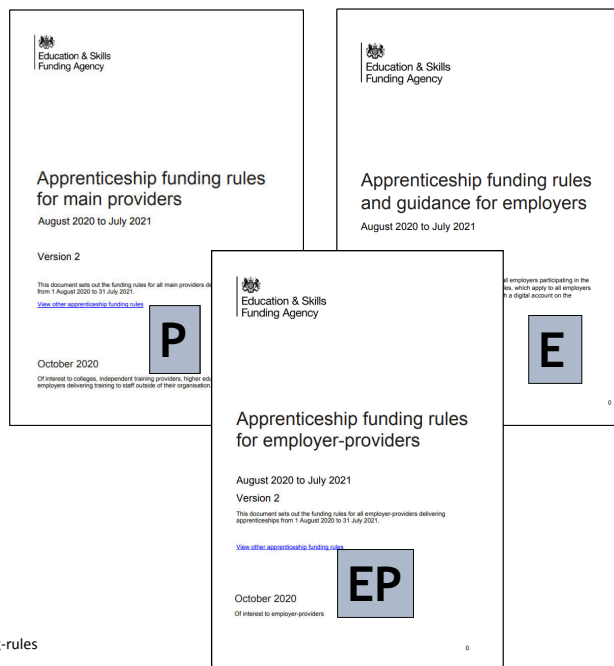 Education & Skills
Funding Agency
Apprenticeship funding rules
for main providers
August 2020 to July 2021
Version 2
This document sets out the funding rules for all main providers
from 1 August 2020 to 31 July 2021.
View other apprenticeship funding rules
P
October 2020
Of interest to colleges, independent training providers, higher
employers delivering training to staff outside of their organisation
Education & Skills
Funding Agency
Apprenticeship funding rules
and guidance for employers
August 2020 to July 2021
all employers participating in the
which apply to all employers
a digital account on the
E
0
Education & Skills
Funding Agency
Apprenticeship funding rules
for employer-providers
August 2020 to July 2021
Version 2
This document sets out the funding rules for all employer-providers delivering
apprenticeships from 1 August 2020 to 31 July 2021.
View other apprenticeship funding rules
EP
October 2020
Of interest to employer-providers
0
-rules